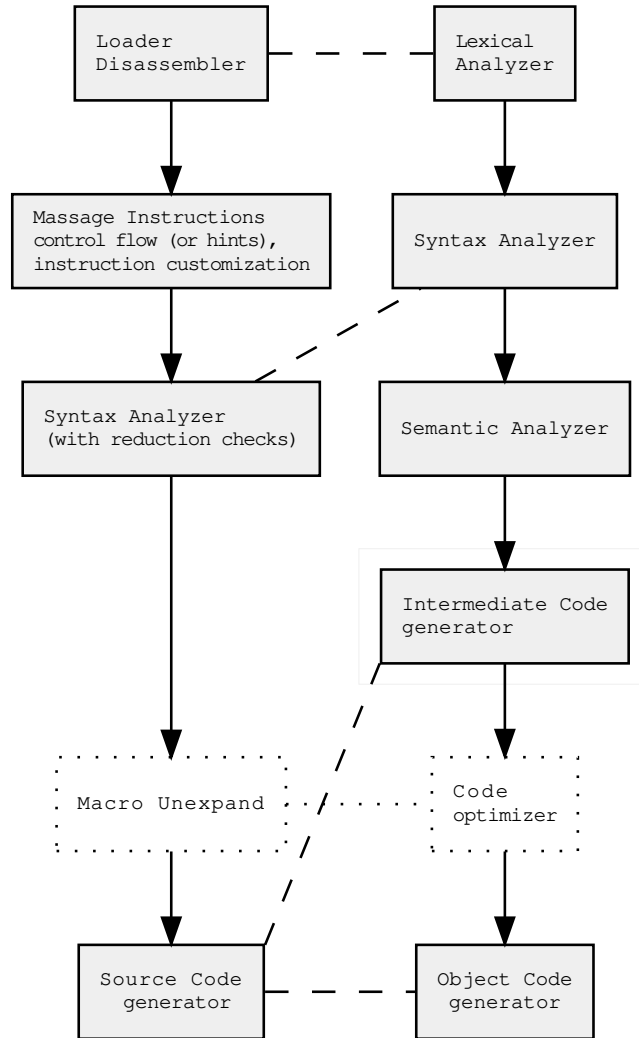 Loader
Disassembler
Lexical
Analyzer
Massage Instructions
control flow (or hints),
instruction customization
Syntax Analyzer
Syntax Analyzer
(with reduction checks)
Semantic Analyzer
Intermediate Code
generator
Macro Unexpand
Code
optimizer
Source Code
generator
Object Code
generator